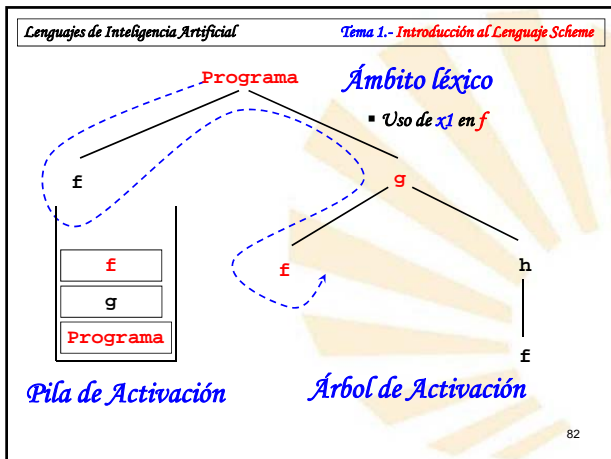 Lenguajes de Inteligencia Artificial
Tema 1.- Introducción al Lenguaje Scheme
Programa
Ámbito léxico
▪ Uso de x1 en f
f
g
f
g
Programa
f
h
f
Pila de Activación
Árbol de Activación
82